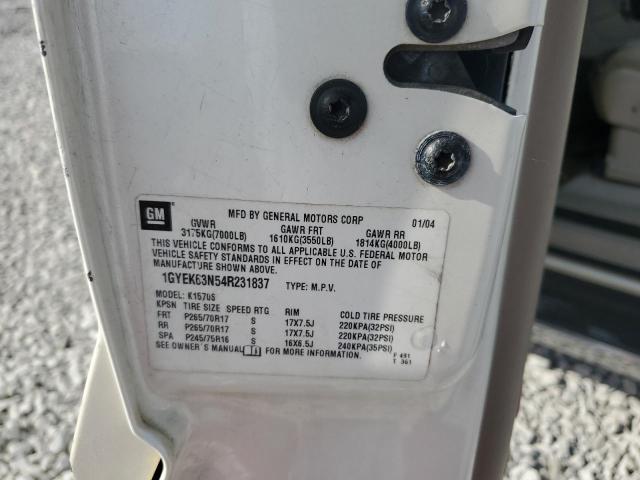 GM
MFD BY GENERAL MOTORS CORP 01/04
GVWR GAWR FRT GAWR RR
3175KG(7000LB) 1610KG(3550LB) 1814KG(4000LB)
THIS VEHICLE CONFORMS TO ALL APPLICABLE U.S. FEDERAL MOTOR
VEHICLE SAFETY STANDARDS IN EFFECT ON THE DATE OF
MANUFACTURE SHOWN ABOVE.
1GYEK63N54R231837 TYPE: M.P.V.
MODEL: K15706
KPSN TIRE SIZE SPEED RTG RIM COLD TIRE PRESSURE
FRT P265/70R17 S 17X7.5J 220KPA(32PSI)
RR P265/70R17 S 17X7.5J 220KPA(32PSI)
SPA P245/75R16 S 16X6.5J 240KPA(35PSI)
SEE OWNER'S MANUAL FOR MORE INFORMATION.
F 491
T 361